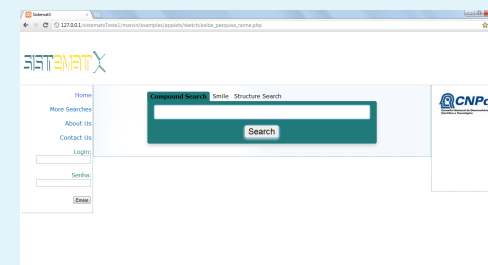 SistematX
127.0.0.1/sistemateTeste1/marvin/examples/applets/sketch/exibe_pesquisa_nome.php
SISTEMATX
Home
More Searches
About Us
Contact Us
Login:
Senha:
Enviar
Compound Search Smile Structure Search
Search
CNPq